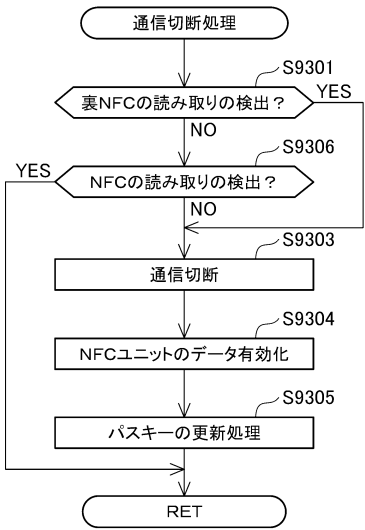 通信切断処理
S9301
裏NFCの読み取りの検出？
YES
NO
S9306
YES
NFCの読み取りの検出？
NO
S9303
通信切断
S9304
NFCユニットのデータ有効化
S9305
パスキーの更新処理
RET